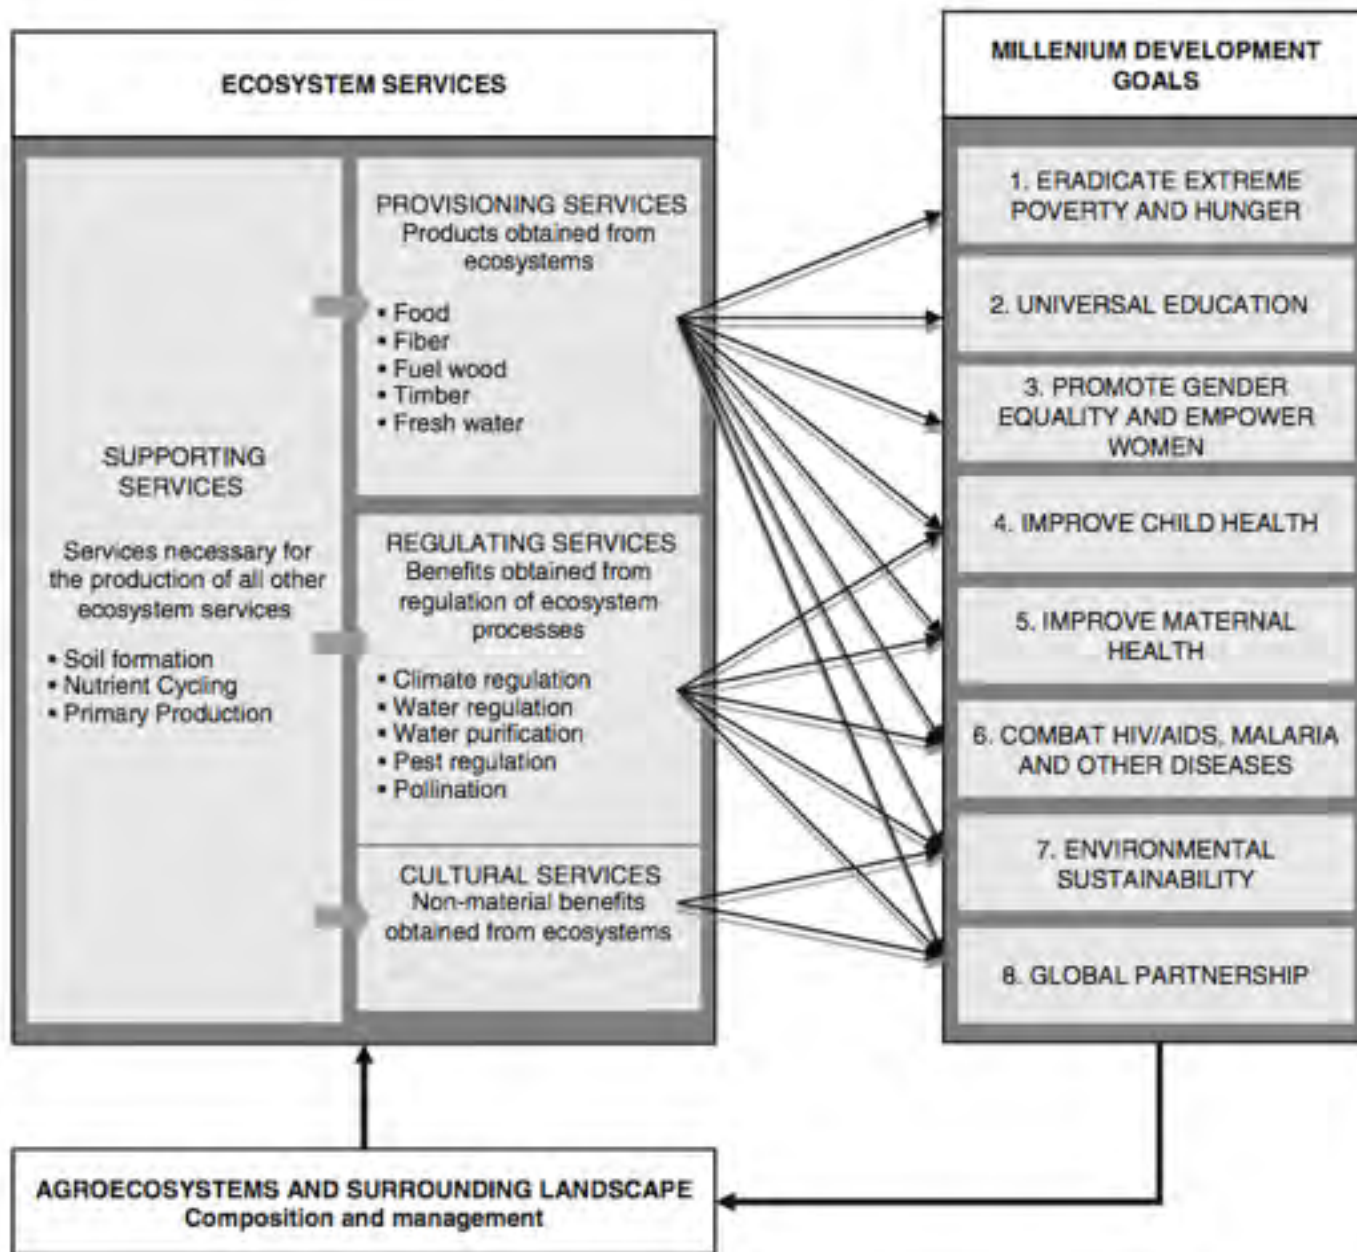 ECOSYSTEM SERVICES
SUPPORTING
SERVICES
Services necessary for
the production of all other
ecosystem services
▪ Soil formation
▪ Nutrient Cycling
▪ Primary Production
PROVISIONING SERVICES
Products obtained from
ecosystems
▪ Food
▪ Fiber
▪ Fuel wood
▪ Timber
▪ Fresh water
REGULATING SERVICES
Benefits obtained from
regulation of ecosystem
processes
▪ Climate regulation
▪ Water regulation
▪ Water purification
▪ Pest regulation
▪ Pollination
CULTURAL SERVICES
Non-material benefits
obtained from ecosystems
MILLENIUM DEVELOPMENT
GOALS
1. ERADICATE EXTREME
POVERTY AND HUNGER
2. UNIVERSAL EDUCATION
3. PROMOTE GENDER
EQUALITY AND EMPOWER
WOMEN
4. IMPROVE CHILD HEALTH
5. IMPROVE MATERNAL
HEALTH
6. COMBAT HIV/AIDS, MALARIA
AND OTHER DISEASES
7. ENVIRONMENTAL
SUSTAINABILITY
8. GLOBAL PARTNERSHIP
AGROECOSYSTEMS AND SURROUNDING LANDSCAPE
Composition and management